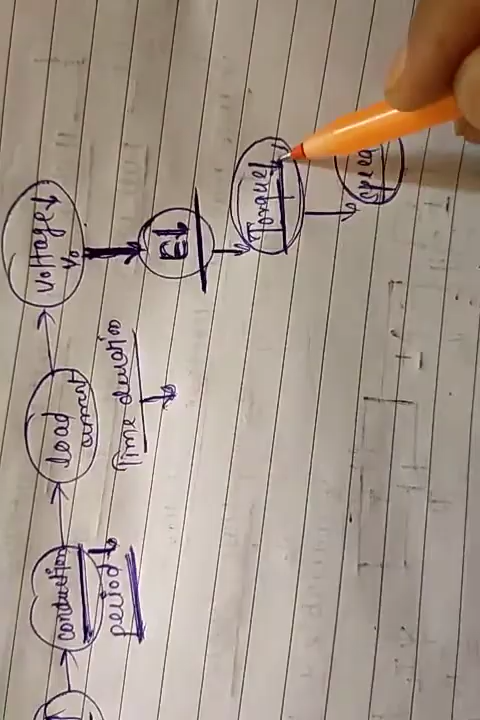 conduction
period ↓
load
current
Time duration
↓
voltage ↓
V₀
E ↓
Torque ↓
speed